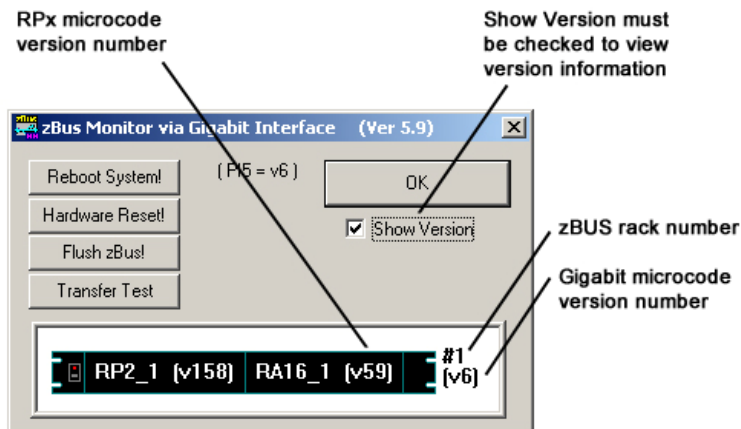 RPx microcode
version number
Show Version must
be checked to view
version information
zBus Monitor via Gigabit Interface (Ver 5.9)
Reboot System!
( PI5 = v6 )
OK
Hardware Reset!
Show Version
Flush zBus!
Transfer Test
zBUS rack number
Gigabit microcode
version number
RP2_1 (v158) RA16_1 (v59)
#1
(v6)